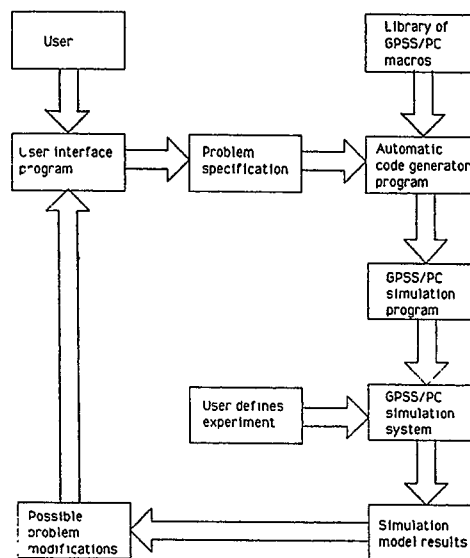 User
Library of
GPSS/PC
macros
User interface
program
Problem
specification
Automatic
code generator
program
GPSS/PC
simulation
program
User defines
experiment
GPSS/PC
simulation
system
Possible
problem
modifications
Simulation
model results